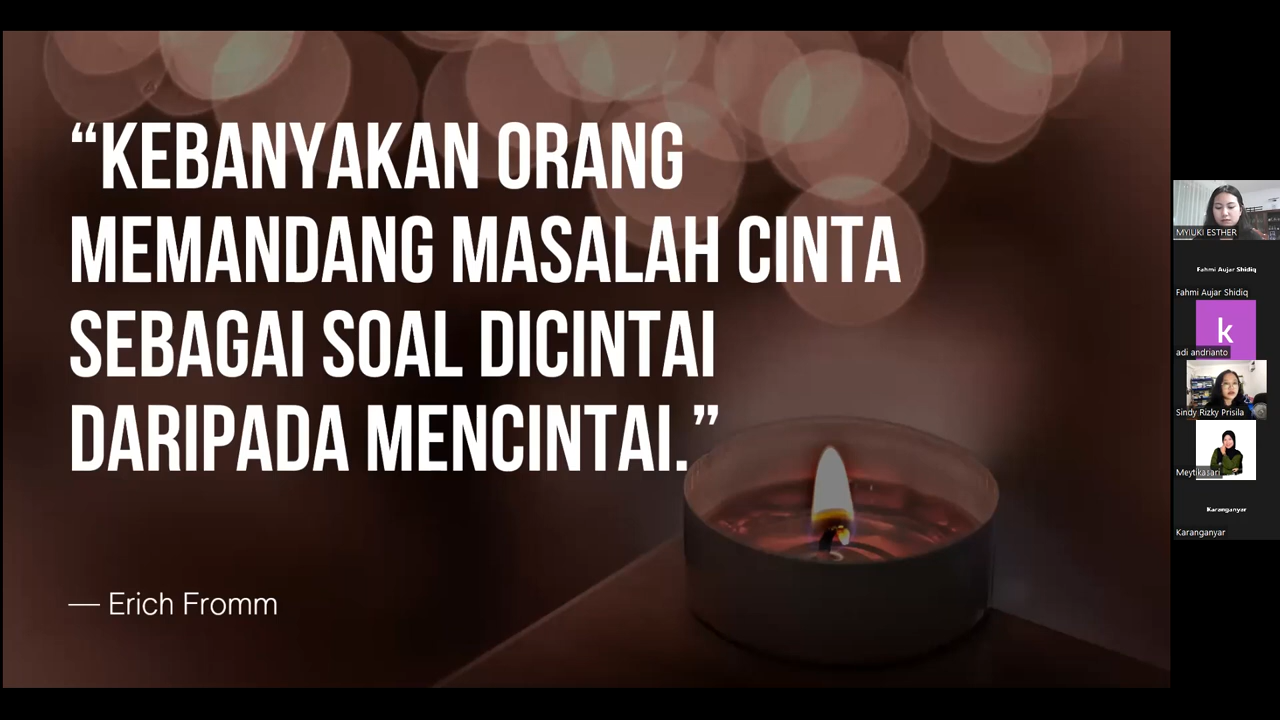 “KEBANYAKAN ORANG
MEMANDANG MASALAH CINTA
SEBAGAI SOAL DICINTAI
DARIPADA MENCINTAI.”
— Erich Fromm
MYIUKI ESTHER
Fahmi Aujar Shidiq
Fahmi Aujar Shidiq
k
adi andrianto
Sindy Rizky Prisila
Meytikasari
Karanganyar
Karanganyar